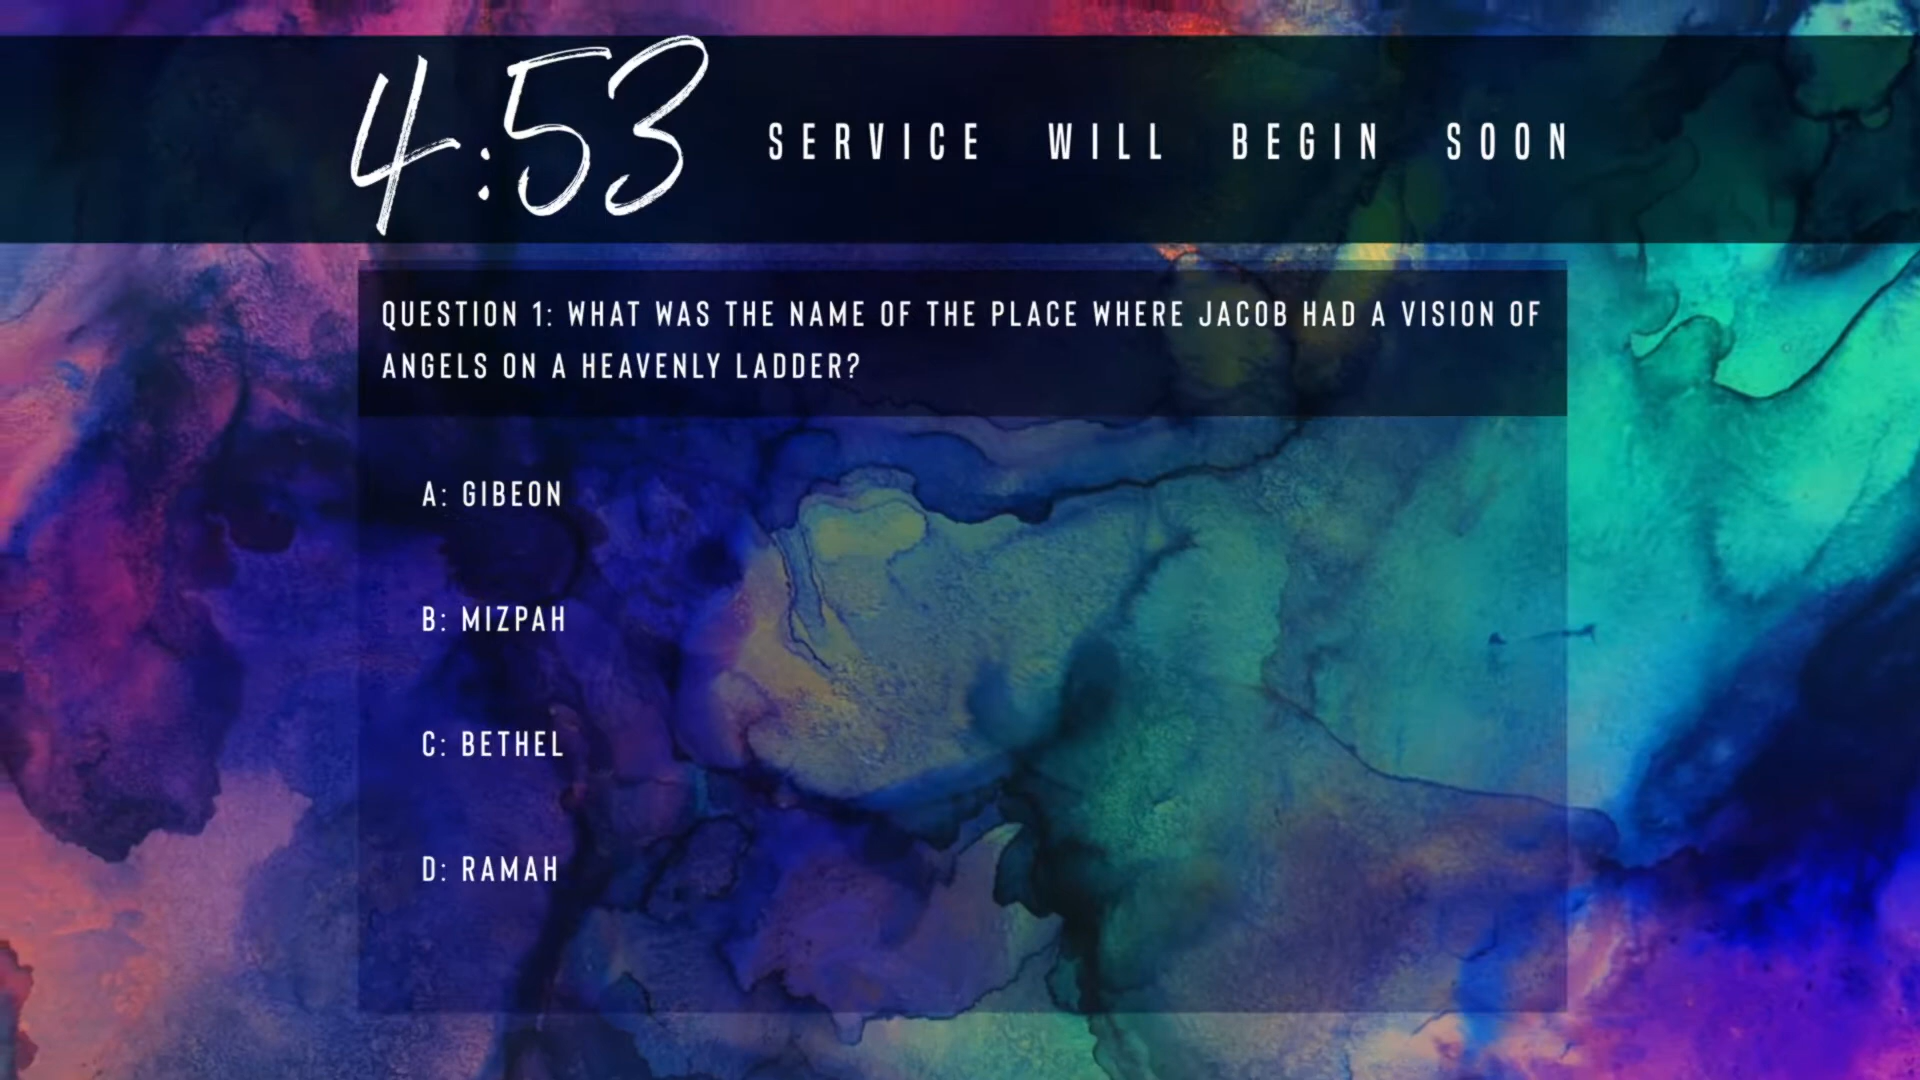 4:53 SERVICE WILL BEGIN SOON
QUESTION 1: WHAT WAS THE NAME OF THE PLACE WHERE JACOB HAD A VISION OF
ANGELS ON A HEAVENLY LADDER?
A: GIBEON
B: MIZPAH
C: BETHEL
D: RAMAH